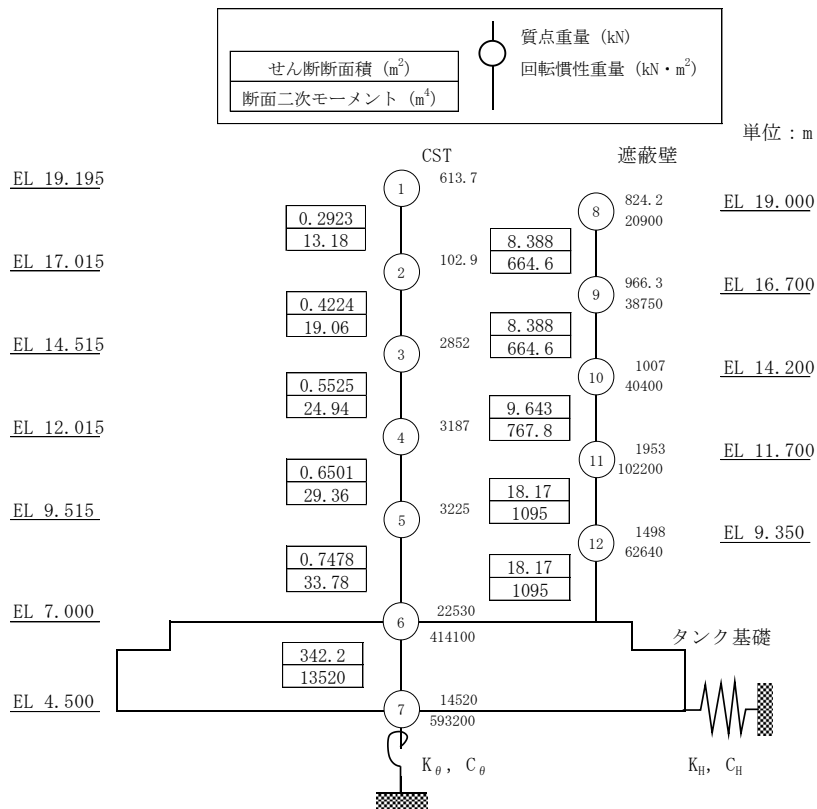 質点重量 (kN)
回転慣性重量 (kN・m²)
せん断断面積 (m²)
断面二次モーメント (m⁴)
単位 : m
CST
遮蔽壁
EL 19.195
1
613.7
8
824.2
20900
EL 19.000
0.2923
13.18
8.388
664.6
EL 17.015
2
102.9
9
966.3
38750
EL 16.700
0.4224
19.06
8.388
664.6
EL 14.515
3
2852
10
1007
40400
EL 14.200
0.5525
24.94
9.643
767.8
EL 12.015
4
3187
11
1953
102200
EL 11.700
0.6501
29.36
18.17
1095
EL 9.515
5
3225
12
1498
62640
EL 9.350
0.7478
33.78
18.17
1095
EL 7.000
6
22530
414100
タンク基礎
342.2
13520
EL 4.500
7
14520
593200
Kθ, Cθ
KH, CH